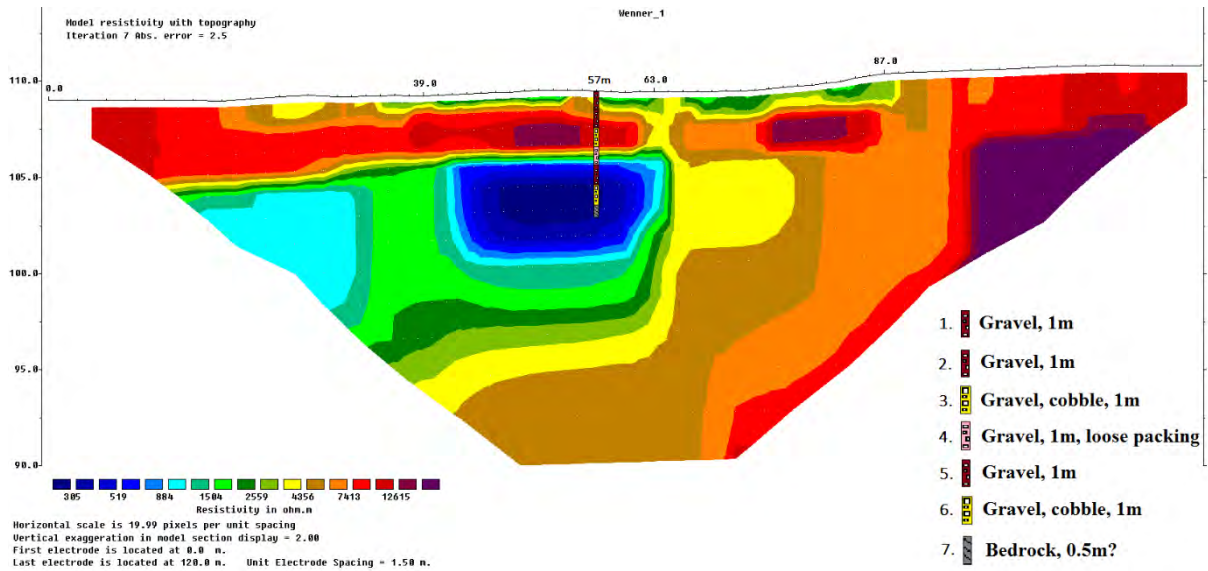 Model resistivity with topography
Iteration 7 Abs. error = 2.5
Wenner_1
110.0
0.0
39.0
57m
63.0
87.0
105.0
100.0
95.0
90.0
1. Gravel, 1m
2. Gravel, 1m
3. Gravel, cobble, 1m
4. Gravel, 1m, loose packing
5. Gravel, 1m
6. Gravel, cobble, 1m
7. Bedrock, 0.5m?
305 519 884 1504 2559 4356 7413 12615
Resistivity in ohm.m
Horizontal scale is 19.99 pixels per unit spacing
Vertical exaggeration in model section display = 2.00
First electrode is located at 0.0 m.
Last electrode is located at 120.0 m. Unit Electrode Spacing = 1.50 m.